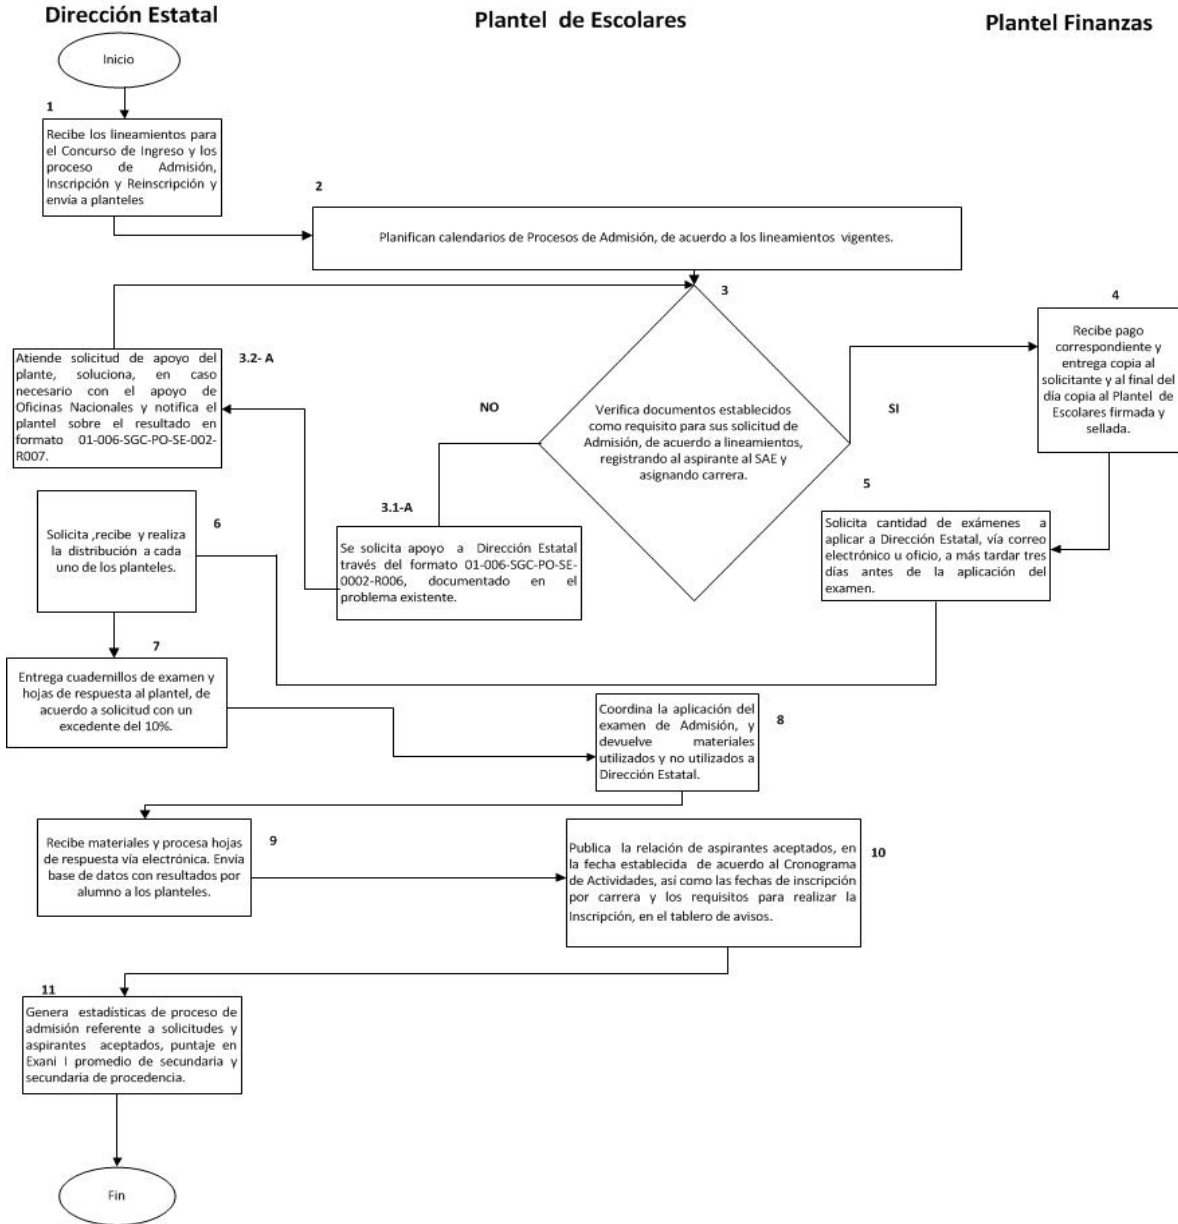 Dirección Estatal
Plantel de Escolares
Plantel Finanzas
Inicio
1
Recibe los lineamientos para
el Concurso de Ingreso y los
proceso de Admisión,
Inscripción y Reinscripción y
envía a planteles
2
Planifican calendarios de Procesos de Admisión, de acuerdo a los lineamientos vigentes.
3
Verifica documentos establecidos
como requisito para sus solicitud de
Admisión, de acuerdo a lineamientos,
registrando al aspirante al SAE y
asignando carrera.
NO
SI
4
Recibe pago
correspondiente y
entrega copia al
solicitante y al final del
día copia al Plantel de
Escolares firmada y
sellada.
3.2- A
Atiende solicitud de apoyo del
plante, soluciona, en caso
necesario con el apoyo de
Oficinas Nacionales y notifica el
plantel sobre el resultado en
formato 01-006-SGC-PO-SE-002-
R007.
3.1-A
Se solicita apoyo a Dirección Estatal
través del formato 01-006-SGC-PO-SE-
0002-R006, documentado en el
problema existente.
5
Solicita cantidad de exámenes a
aplicar a Dirección Estatal, vía correo
electrónico u oficio, a más tardar tres
días antes de la aplicación del
examen.
6
Solicita ,recibe y realiza
la distribución a cada
uno de los planteles.
7
Entrega cuadernillos de examen y
hojas de respuesta al plantel, de
acuerdo a solicitud con un
excedente del 10%.
8
Coordina la aplicación del
examen de Admisión, y
devuelve materiales
utilizados y no utilizados a
Dirección Estatal.
9
Recibe materiales y procesa hojas
de respuesta vía electrónica. Envía
base de datos con resultados por
alumno a los planteles.
10
Publica la relación de aspirantes aceptados, en
la fecha establecida de acuerdo al Cronograma
de Actividades, así como las fechas de inscripción
por carrera y los requisitos para realizar la
Inscripción, en el tablero de avisos.
11
Genera estadísticas de proceso de
admisión referente a solicitudes y
aspirantes aceptados, puntaje en
Exani I promedio de secundaria y
secundaria de procedencia.
Fin